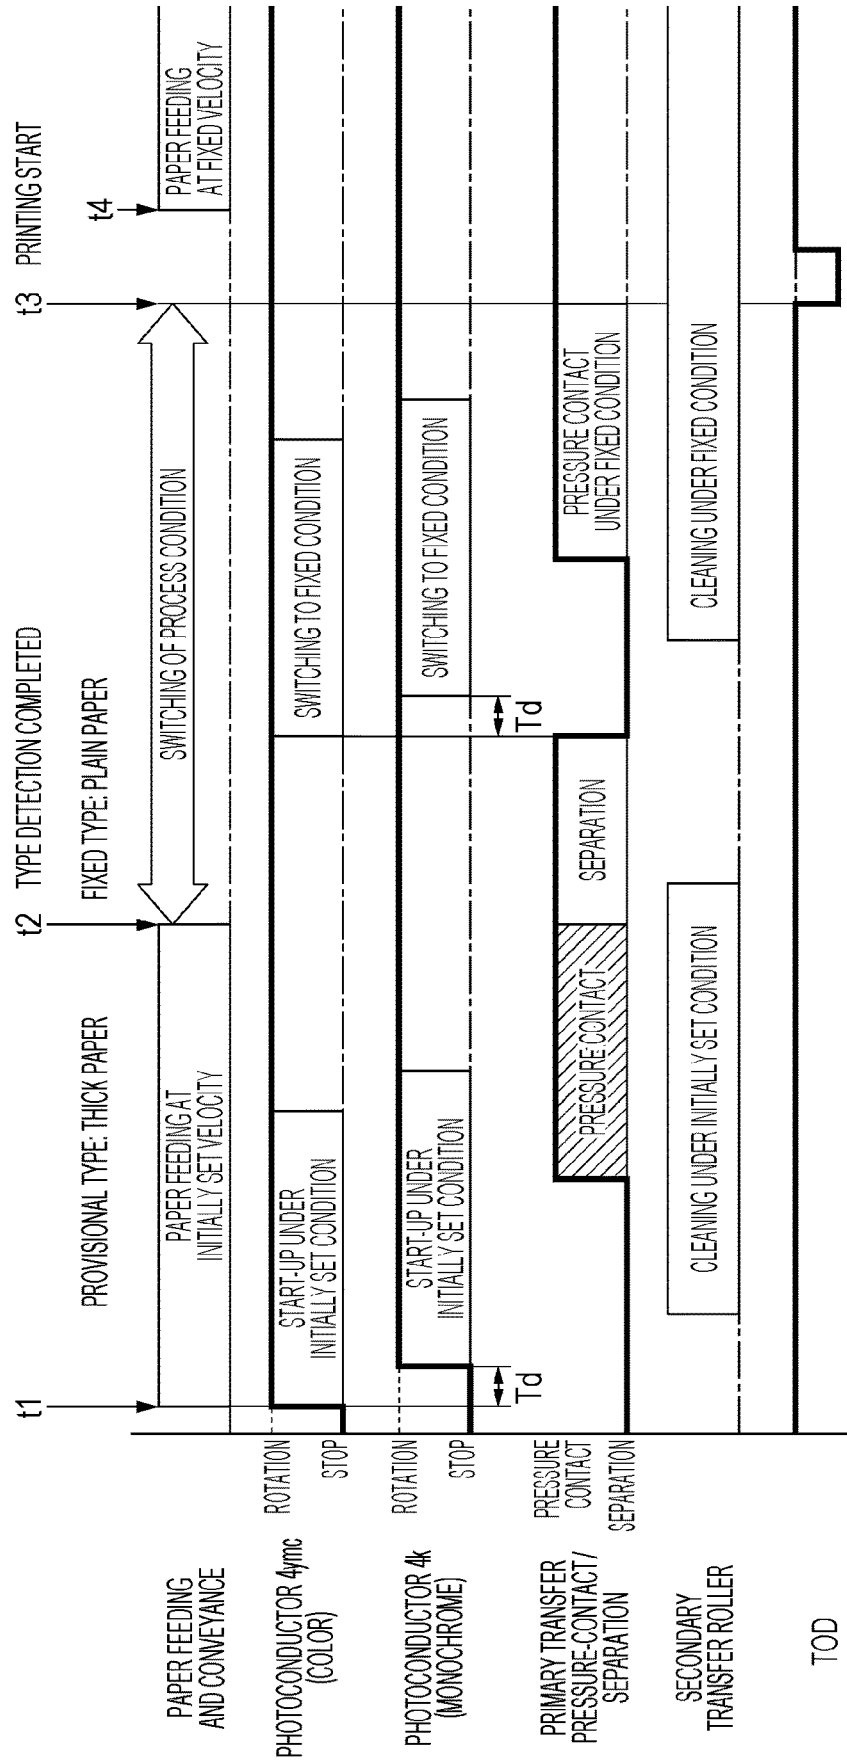 t1
t2 TYPE DETECTION COMPLETED
t3 PRINTING START
t4
PROVISIONAL TYPE: THICK PAPER
FIXED TYPE: PLAIN PAPER
PAPER FEEDING
AND CONVEYANCE
PAPER FEEDING AT
INITIALLY SET VELOCITY
SWITCHING OF PROCESS CONDITION
PAPER FEEDING
AT FIXED VELOCITY
PHOTOCONDUCTOR 4ymc
(COLOR)
ROTATION
STOP
START-UP UNDER
INITIALLY SET CONDITION
SWITCHING TO FIXED CONDITION
PHOTOCONDUCTOR 4k
(MONOCHROME)
ROTATION
STOP
START-UP UNDER
INITIALLY SET CONDITION
SWITCHING TO FIXED CONDITION
Td
Td
PRIMARY TRANSFER
PRESSURE-CONTACT /
SEPARATION
PRESSURE
CONTACT
SEPARATION
PRESSURE CONTACT
SEPARATION
PRESSURE CONTACT
UNDER FIXED CONDITION
SECONDARY
TRANSFER ROLLER
CLEANING UNDER INITIALLY SET CONDITION
CLEANING UNDER FIXED CONDITION
TOD